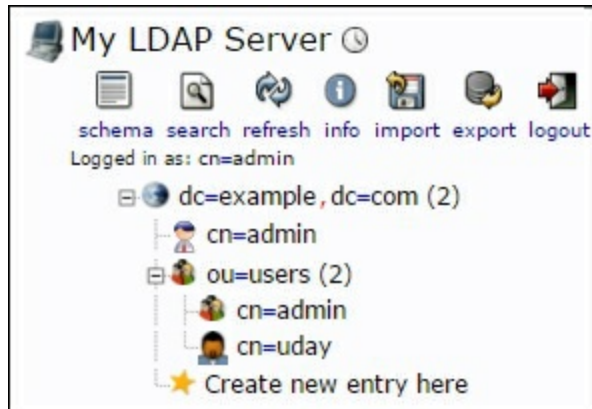 My LDAP Server
schema search refresh info import export logout
Logged in as: cn=admin
dc=example,dc=com (2)
cn=admin
ou=users (2)
cn=admin
cn=uday
Create new entry here